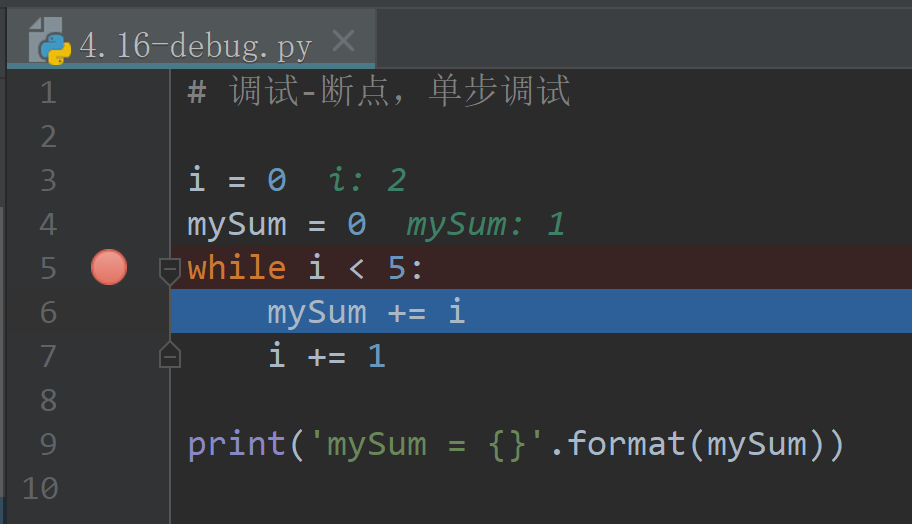 4.16-debug.py
1 # 调试-断点，单步调试
2
3 i = 0 i: 2
4 mySum = 0 mySum: 1
5 while i < 5:
6 mySum += i
7 i += 1
8
9 print('mySum = {}'.format(mySum))
10